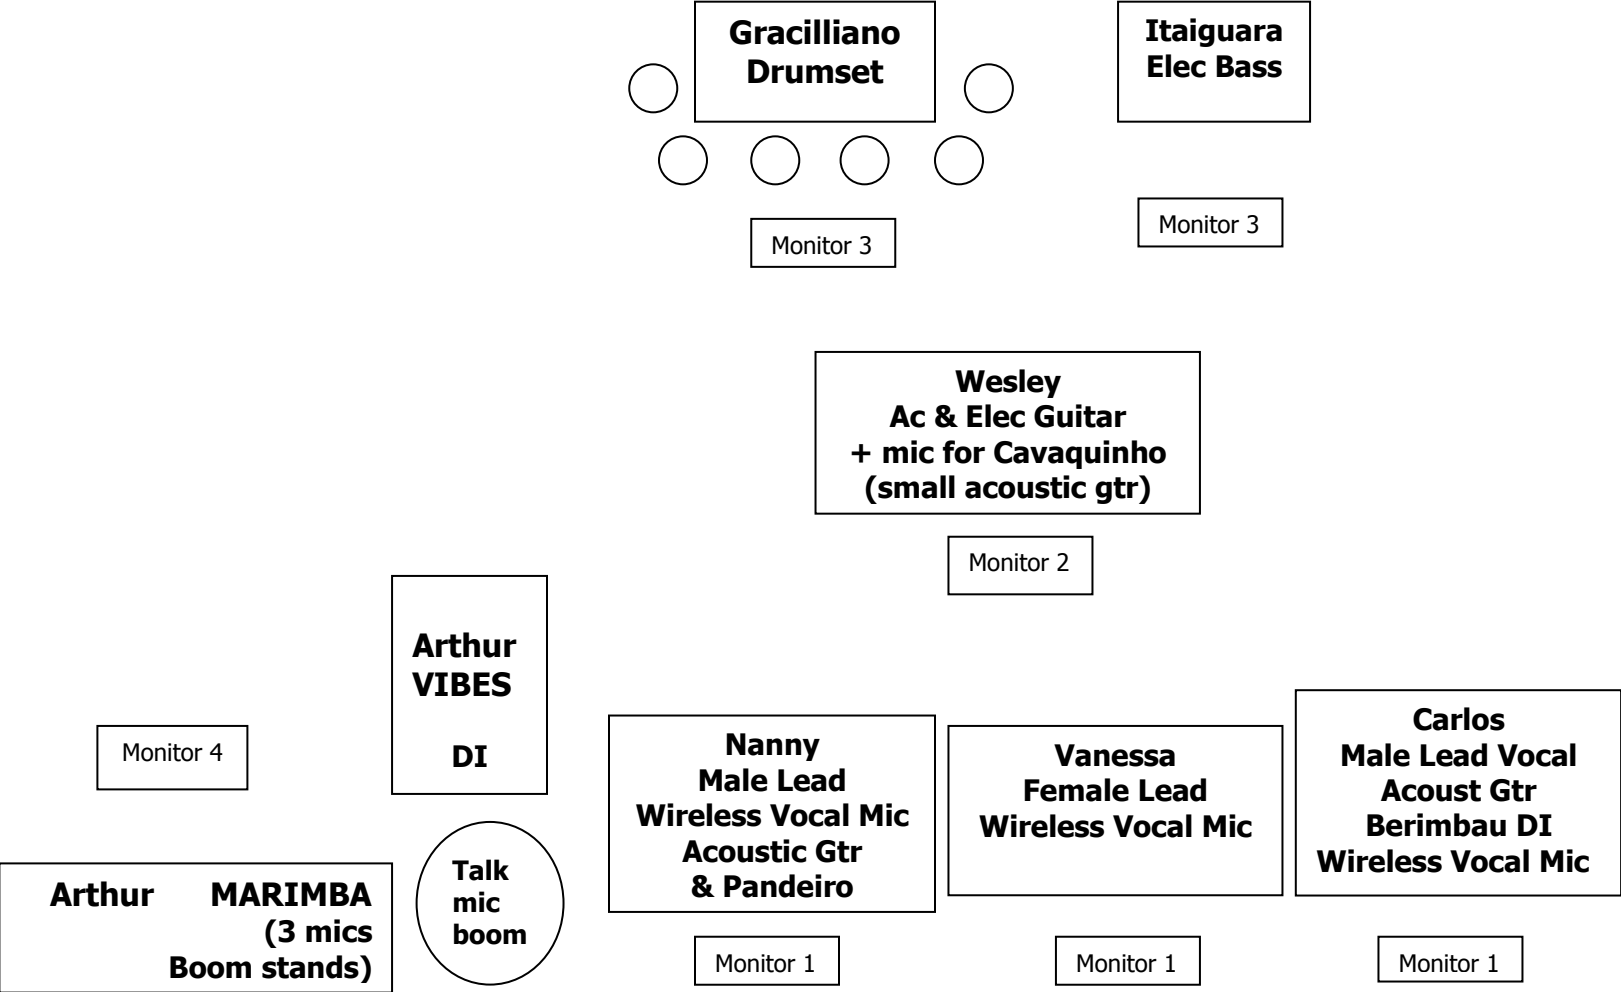 Gracilliano
Drumset
Itaiguara
Elec Bass
Monitor 3
Monitor 3
Wesley
Ac & Elec Guitar
+ mic for Cavaquinho
(small acoustic gtr)
Monitor 2
Arthur
VIBES
DI
Monitor 4
Nanny
Male Lead
Wireless Vocal Mic
Acoustic Gtr
& Pandeiro
Vanessa
Female Lead
Wireless Vocal Mic
Carlos
Male Lead Vocal
Acoust Gtr
Berimbau DI
Wireless Vocal Mic
Arthur MARIMBA
(3 mics
Boom stands)
Talk
mic
boom
Monitor 1
Monitor 1
Monitor 1